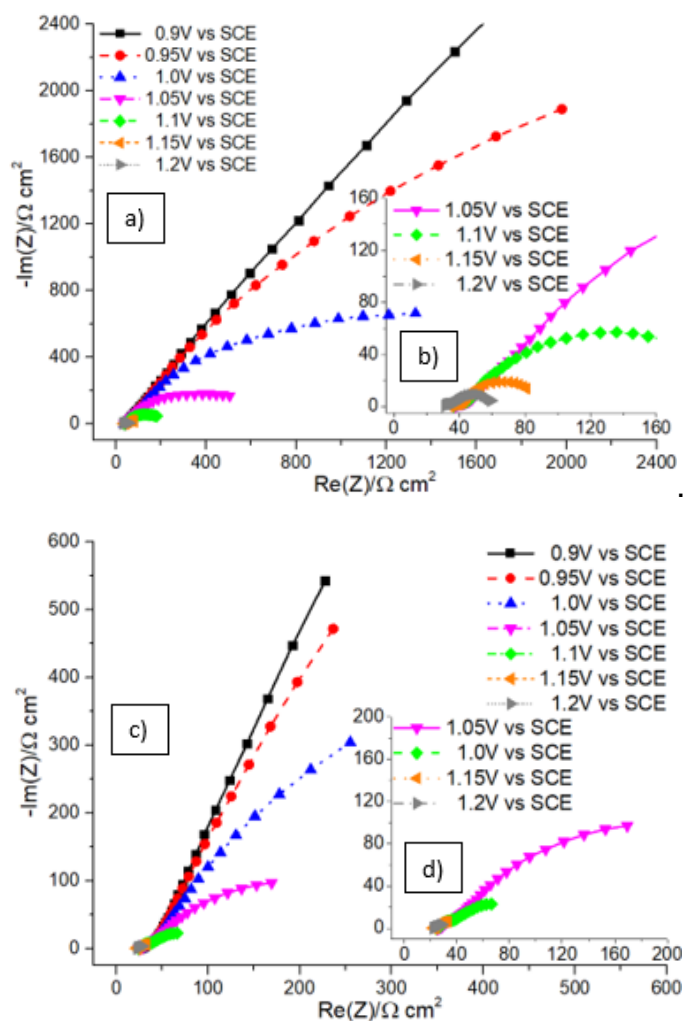 2400
2000
1600
1200
800
400
0
-Im(Z)/Ω cm²
0.9V vs SCE
0.95V vs SCE
1.0V vs SCE
1.05V vs SCE
1.1V vs SCE
1.15V vs SCE
1.2V vs SCE
a)
160
120
80
40
0
1.05V vs SCE
1.1V vs SCE
1.15V vs SCE
1.2V vs SCE
b)
0 40 80 120 160
0 400 800 1200 1600 2000 2400
Re(Z)/Ω cm²
.
600
500
400
300
200
100
0
-Im(Z)/Ω cm²
0.9V vs SCE
0.95V vs SCE
1.0V vs SCE
1.05V vs SCE
1.1V vs SCE
1.15V vs SCE
1.2V vs SCE
c)
200
160
120
80
40
0
1.05V vs SCE
1.0V vs SCE
1.15V vs SCE
1.2V vs SCE
d)
0 40 80 120 160 200
0 100 200 300 400 500 600
Re(Z)/Ω cm²